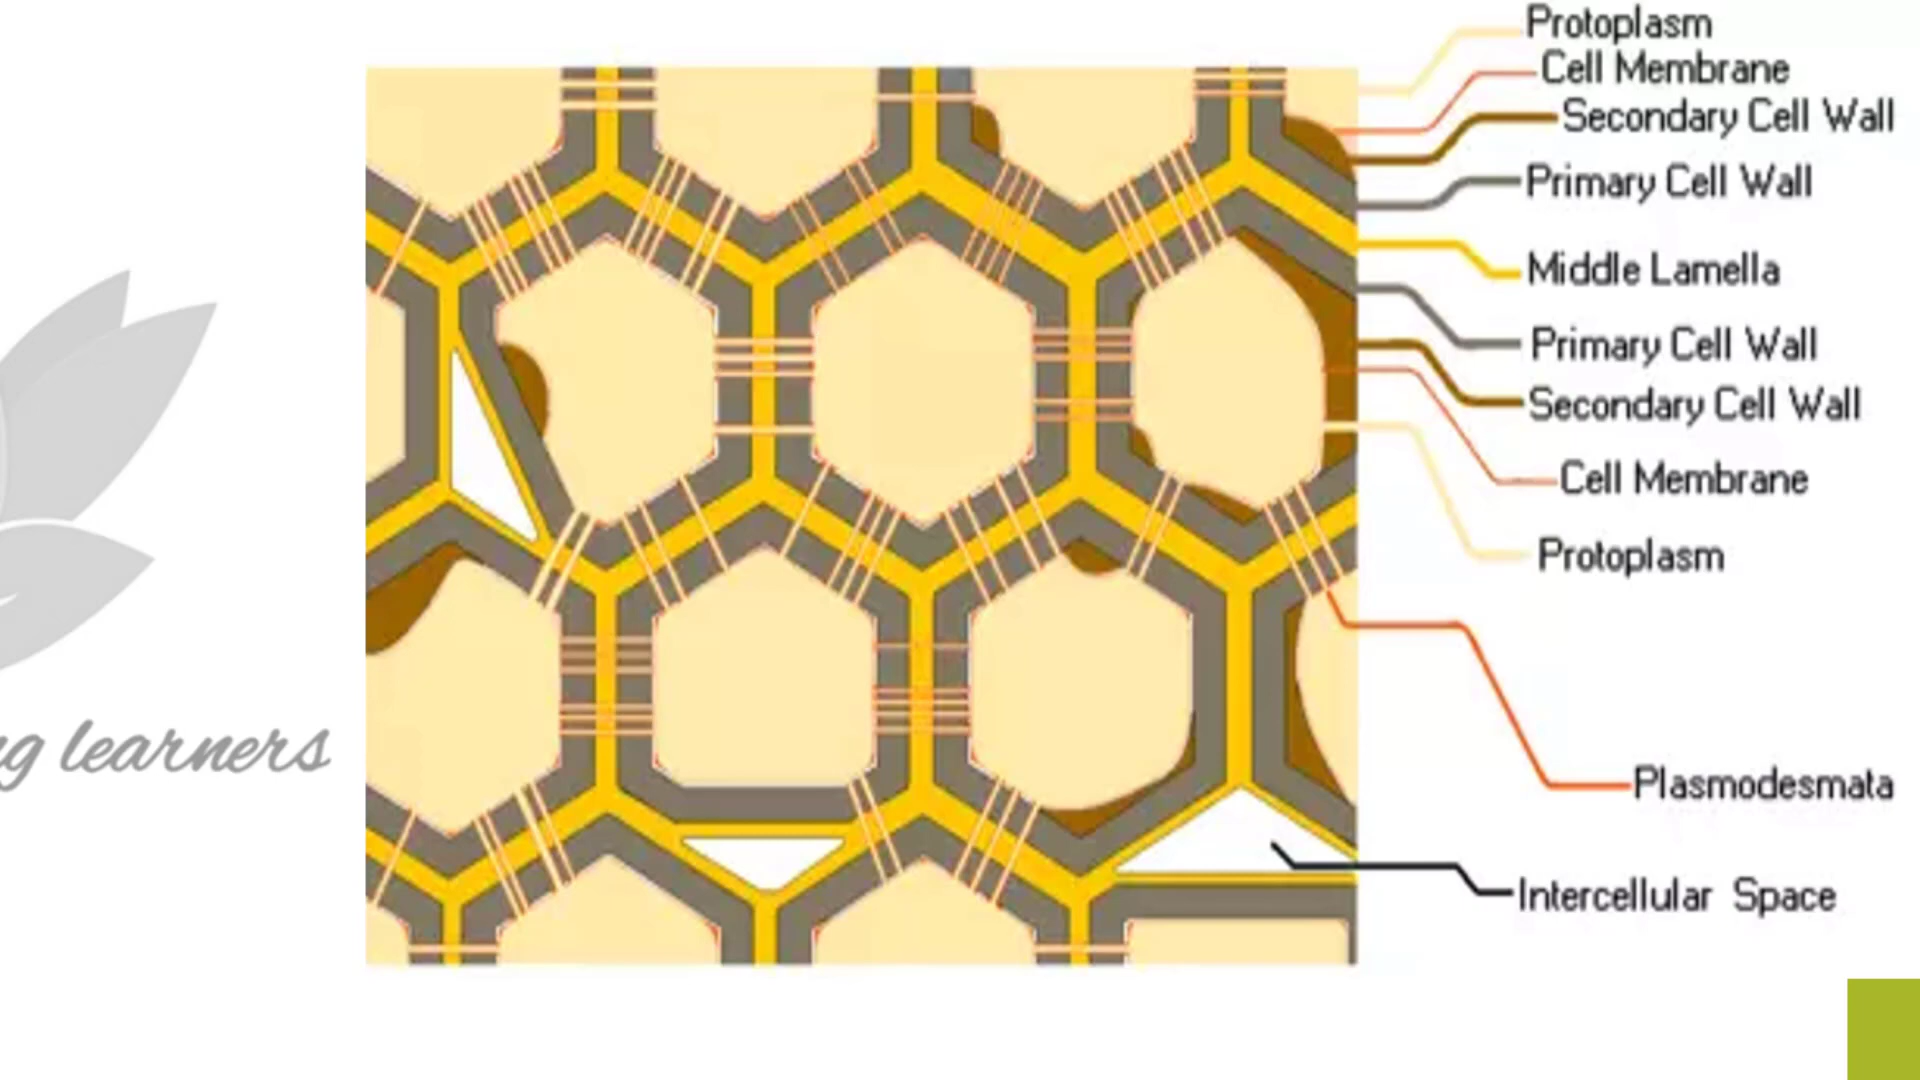 Protoplasm
Cell Membrane
Secondary Cell Wall
Primary Cell Wall
Middle Lamella
Primary Cell Wall
Secondary Cell Wall
Cell Membrane
Protoplasm
learners
Plasmodesmata
Intercellular Space